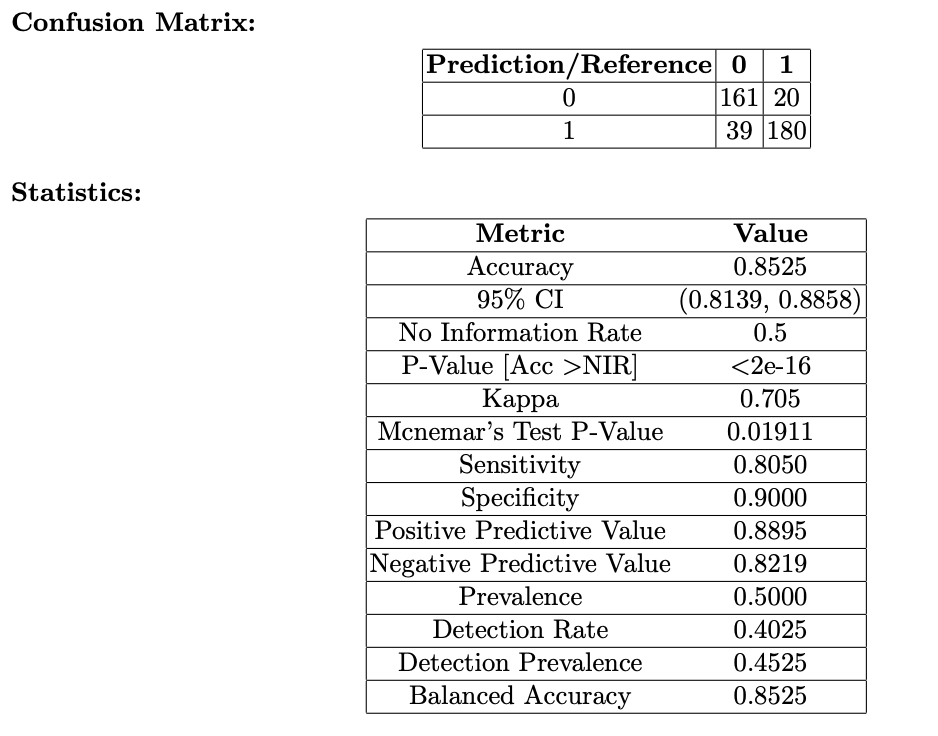 Confusion Matrix:
Prediction/Reference 0 1
0 161 20
1 39 180
Statistics:
Metric Value
Accuracy 0.8525
95% CI (0.8139, 0.8858)
No Information Rate 0.5
P-Value [Acc >NIR] <2e-16
Kappa 0.705
Mcnemar's Test P-Value 0.01911
Sensitivity 0.8050
Specificity 0.9000
Positive Predictive Value 0.8895
Negative Predictive Value 0.8219
Prevalence 0.5000
Detection Rate 0.4025
Detection Prevalence 0.4525
Balanced Accuracy 0.8525